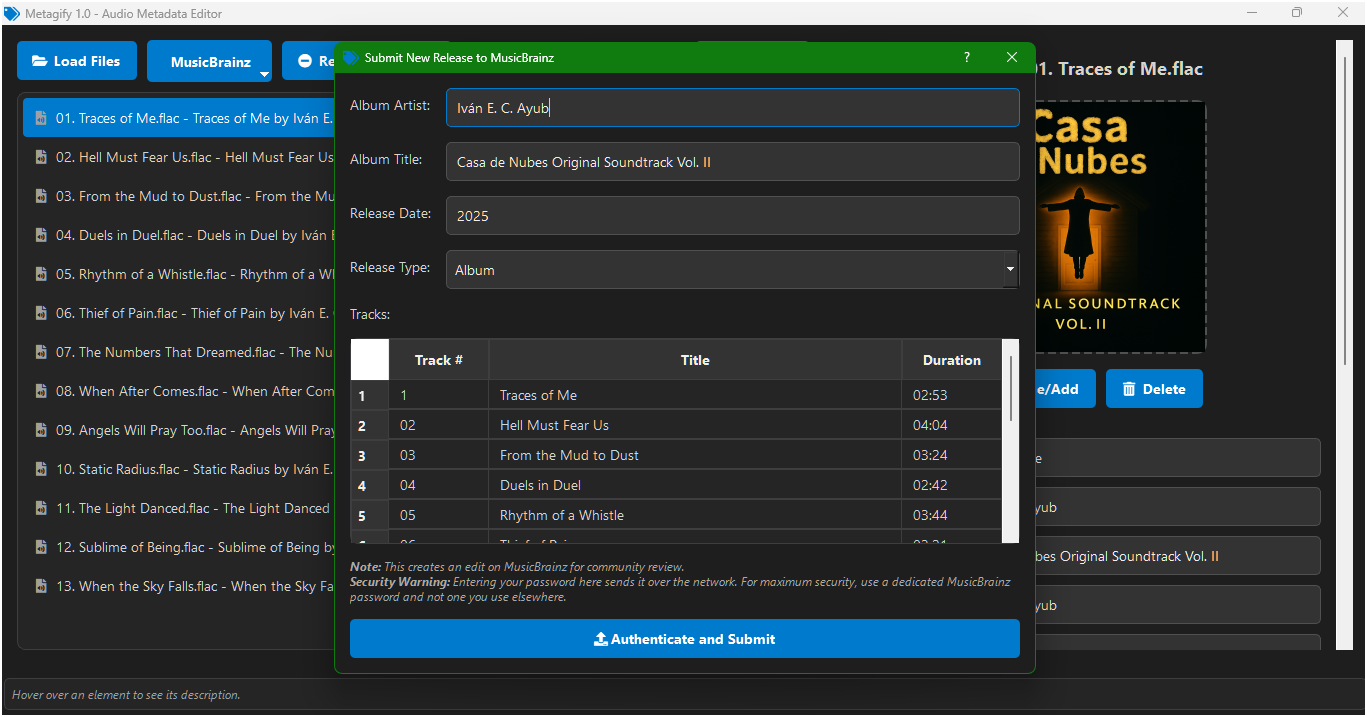 Metagify 1.0 - Audio Metadata Editor
Load Files
MusicBrainz
Submit New Release to MusicBrainz
?
01. Traces of Me.flac - Traces of Me by Iván E.
02. Hell Must Fear Us.flac - Hell Must Fear Us
03. From the Mud to Dust.flac - From the Mu
04. Duels in Duel.flac - Duels in Duel by Iván
05. Rhythm of a Whistle.flac - Rhythm of a W
06. Thief of Pain.flac - Thief of Pain by Iván E.
07. The Numbers That Dreamed.flac - The Nu
08. When After Comes.flac - When After Com
09. Angels Will Pray Too.flac - Angels Will Pray
10. Static Radius.flac - Static Radius by Iván E.
11. The Light Danced.flac - The Light Danced
12. Sublime of Being.flac - Sublime of Being by
13. When the Sky Falls.flac - When the Sky Fa
Album Artist:
Iván E. C. Ayub
Album Title:
Casa de Nubes Original Soundtrack Vol. II
Release Date:
2025
Release Type:
Album
Tracks:
Track # Title Duration
1 1 Traces of Me 02:53
2 02 Hell Must Fear Us 04:04
3 03 From the Mud to Dust 03:24
4 04 Duels in Duel 02:42
5 05 Rhythm of a Whistle 03:44
Note: This creates an edit on MusicBrainz for community review.
Security Warning: Entering your password here sends it over the network. For maximum security, use a dedicated MusicBrainz
password and not one you use elsewhere.
Authenticate and Submit
1. Traces of Me.flac
Casa
Nubes
NAL SOUNDTRACK
VOL. II
e/Add
Delete
e
yub
bes Original Soundtrack Vol. II
yub
Hover over an element to see its description.